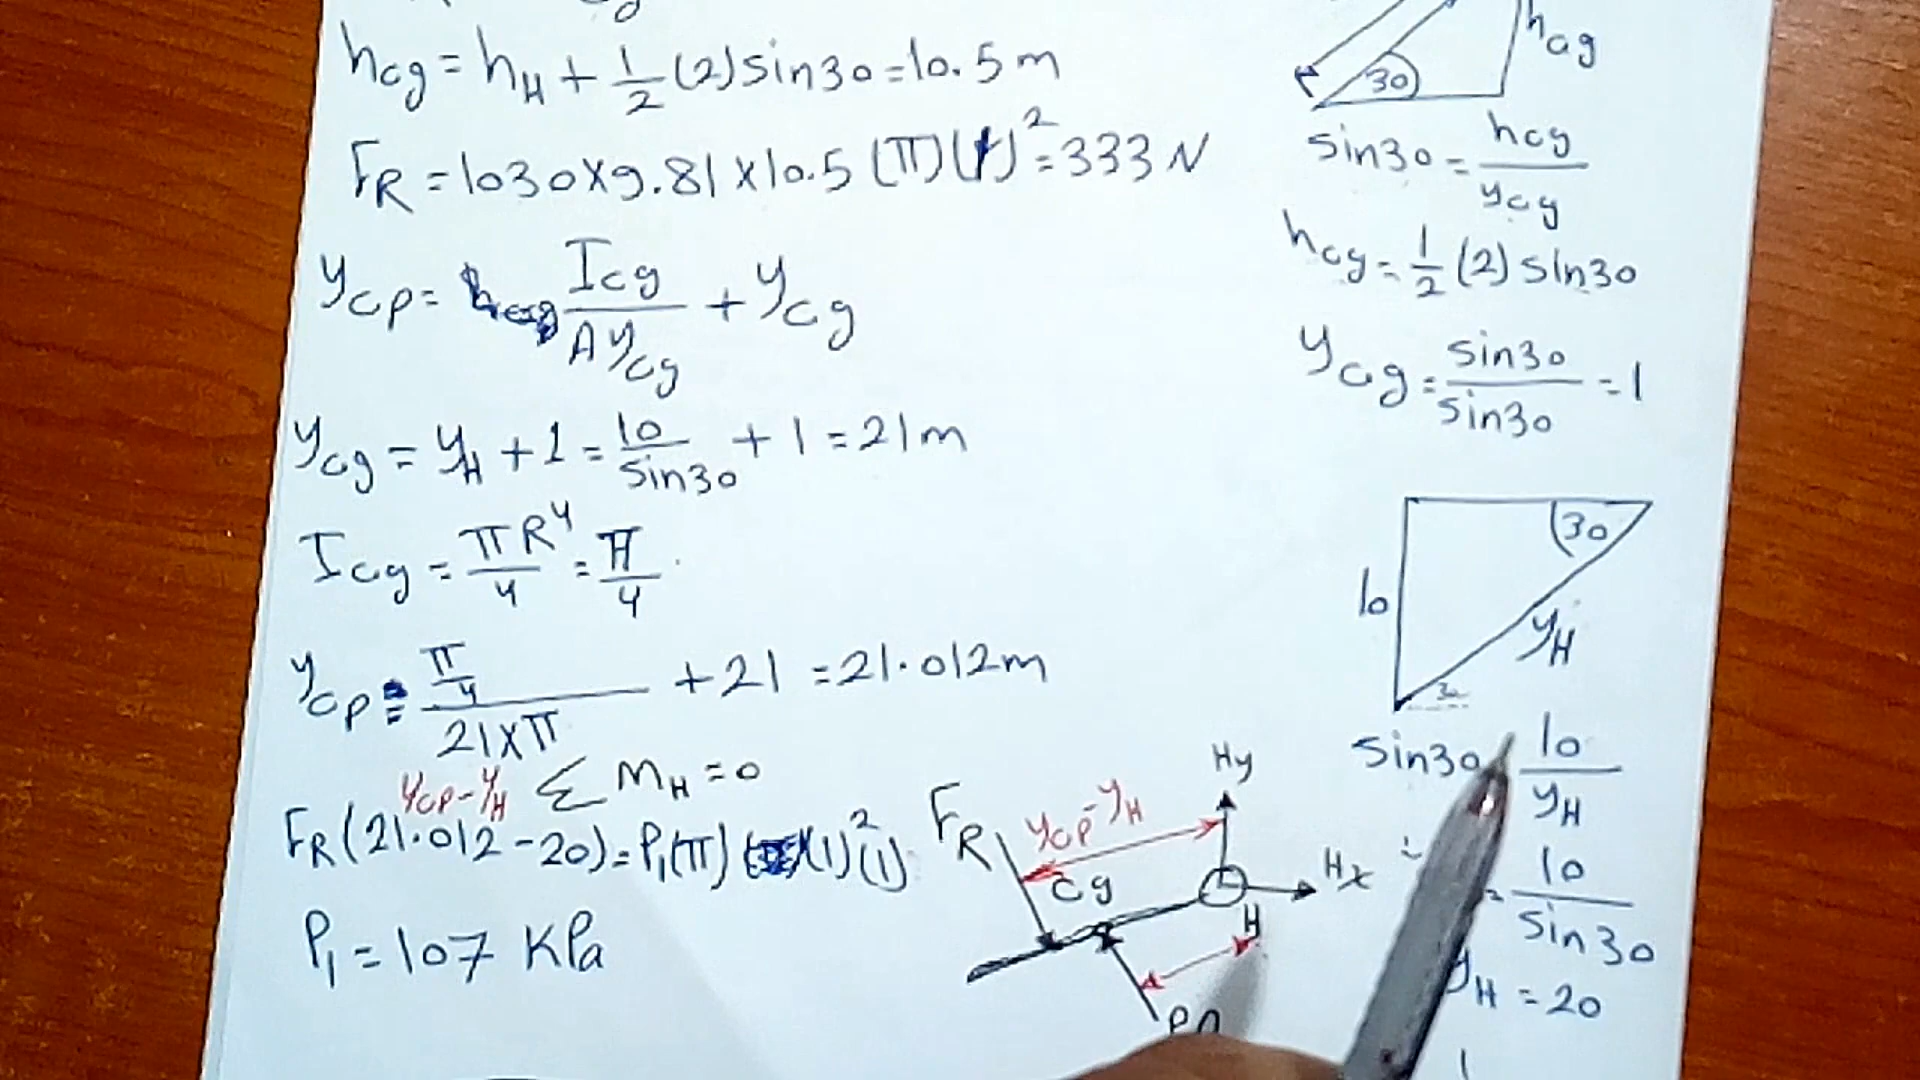 hcg = hH + 1/2 (2) sin30 = 10.5 m
FR = 1030 x 9.81 x 10.5 (π)(1)² = 333 N
ycp = Icg / A ycg + ycg
ycg = yH + 1 = 10 / sin30 + 1 = 21 m
Icg = πR⁴ / 4 = π / 4
ycp = π/4 / 21 x π + 21 = 21.012 m
ycp - yH
Σ MH = 0
FR (21.012 - 20) = P1 (π) (1)² (1)
P1 = 107 KPa
hcg
30
sin30 = hcg / ycg
hcg = 1/2 (2) sin30
ycg = sin30 / sin30 = 1
30
10
yH
30
sin30 10 / yH
= 10 / sin30
yH = 20
FR
ycp - yH
Hy
Hx
cg
H